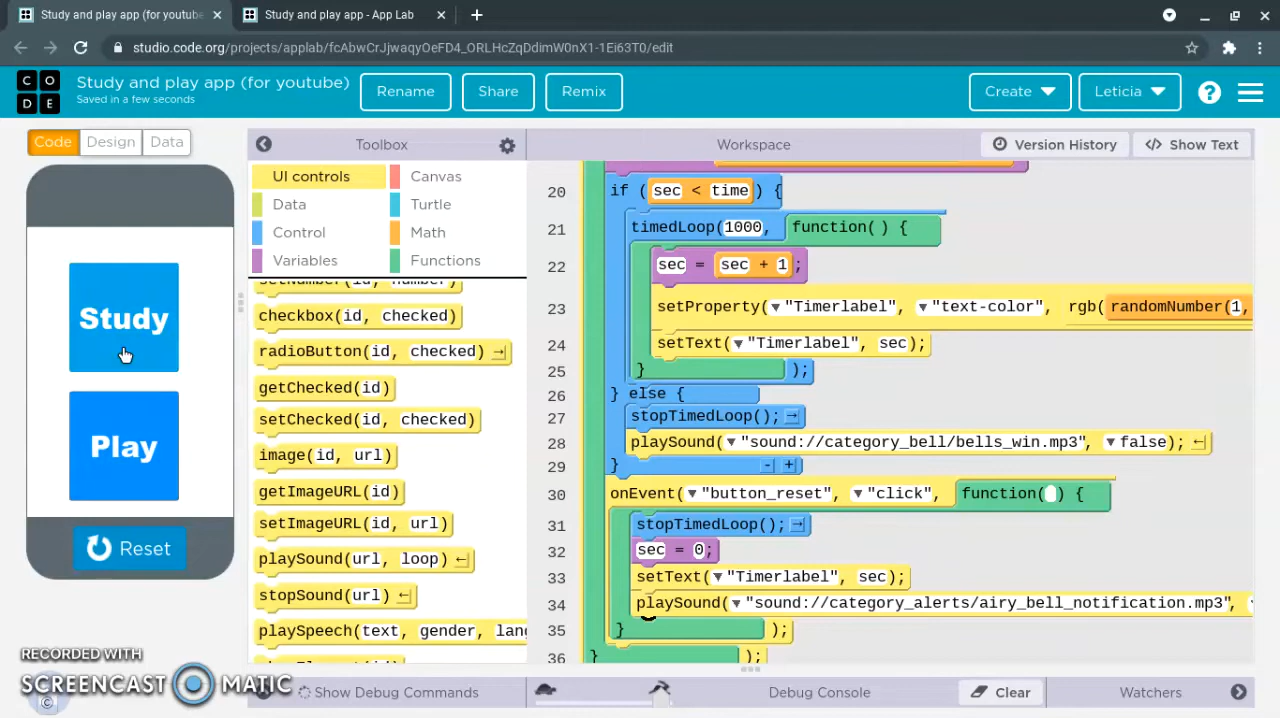 Study and play app (for youtube
Study and play app - App Lab
studio.code.org/projects/applab/fcAbwCrJjwaqyOeFD4_ORLHcZqDdimW0nX1-1Ei63T0/edit
C O
D E
Study and play app (for youtube)
Saved in a few seconds
Rename
Share
Remix
Create
Leticia
?
Code
Design
Data
Toolbox
Workspace
Version History
</> Show Text
UI controls
Canvas
Data
Turtle
Control
Math
Variables
Functions
setNumber(id, number)
checkbox(id, checked)
radioButton(id, checked)
getChecked(id)
setChecked(id, checked)
image(id, url)
getImageURL(id)
setImageURL(id, url)
playSound(url, loop)
stopSound(url)
playSpeech(text, gender, lang
Study
Play
Reset
20 if ( sec < time ) {
21 timedLoop(1000, function( ) {
22 sec = sec + 1;
23 setProperty( "Timerlabel", "text-color", rgb( randomNumber(1,
24 setText( "Timerlabel", sec);
25 } );
26 } else {
27 stopTimedLoop();
28 playSound( "sound://category_bell/bells_win.mp3", false);
29 } - +
30 onEvent( "button_reset", "click", function( ) {
31 stopTimedLoop();
32 sec = 0;
33 setText( "Timerlabel", sec);
34 playSound( "sound://category_alerts/airy_bell_notification.mp3",
35 } );
36 } );
RECORDED WITH
SCREENCAST MATIC
Show Debug Commands
Debug Console
Clear
Watchers